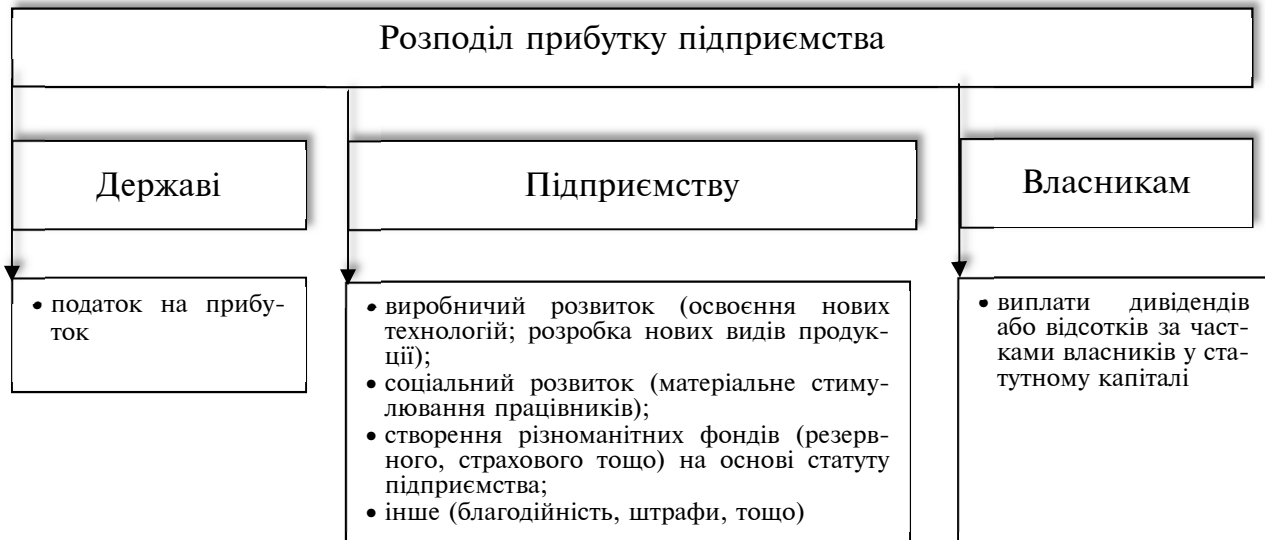 Розподіл прибутку підприємства
Державі
Підприємству
Власникам
• податок на прибу-
ток
• виробничий розвиток (освоєння нових
технологій; розробка нових видів продук-
ції);
• соціальний розвиток (матеріальне стиму-
лювання працівників);
• створення різноманітних фондів (резерв-
ного, страхового тощо) на основі статуту
підприємства;
• інше (благодійність, штрафи, тощо)
• виплати дивідендів
або відсотків за част-
ками власників у ста-
тутному капіталі